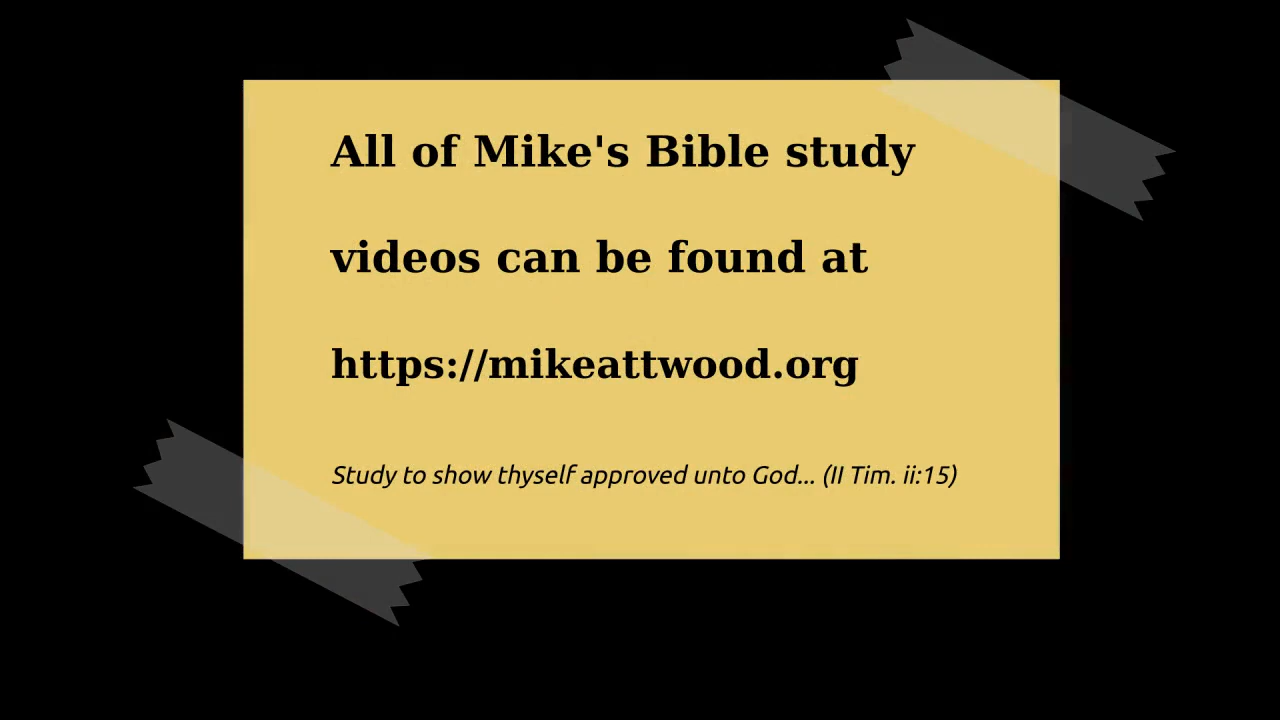 All of Mike's Bible study
videos can be found at
https://mikeattwood.org
Study to show thyself approved unto God... (II Tim. ii:15)